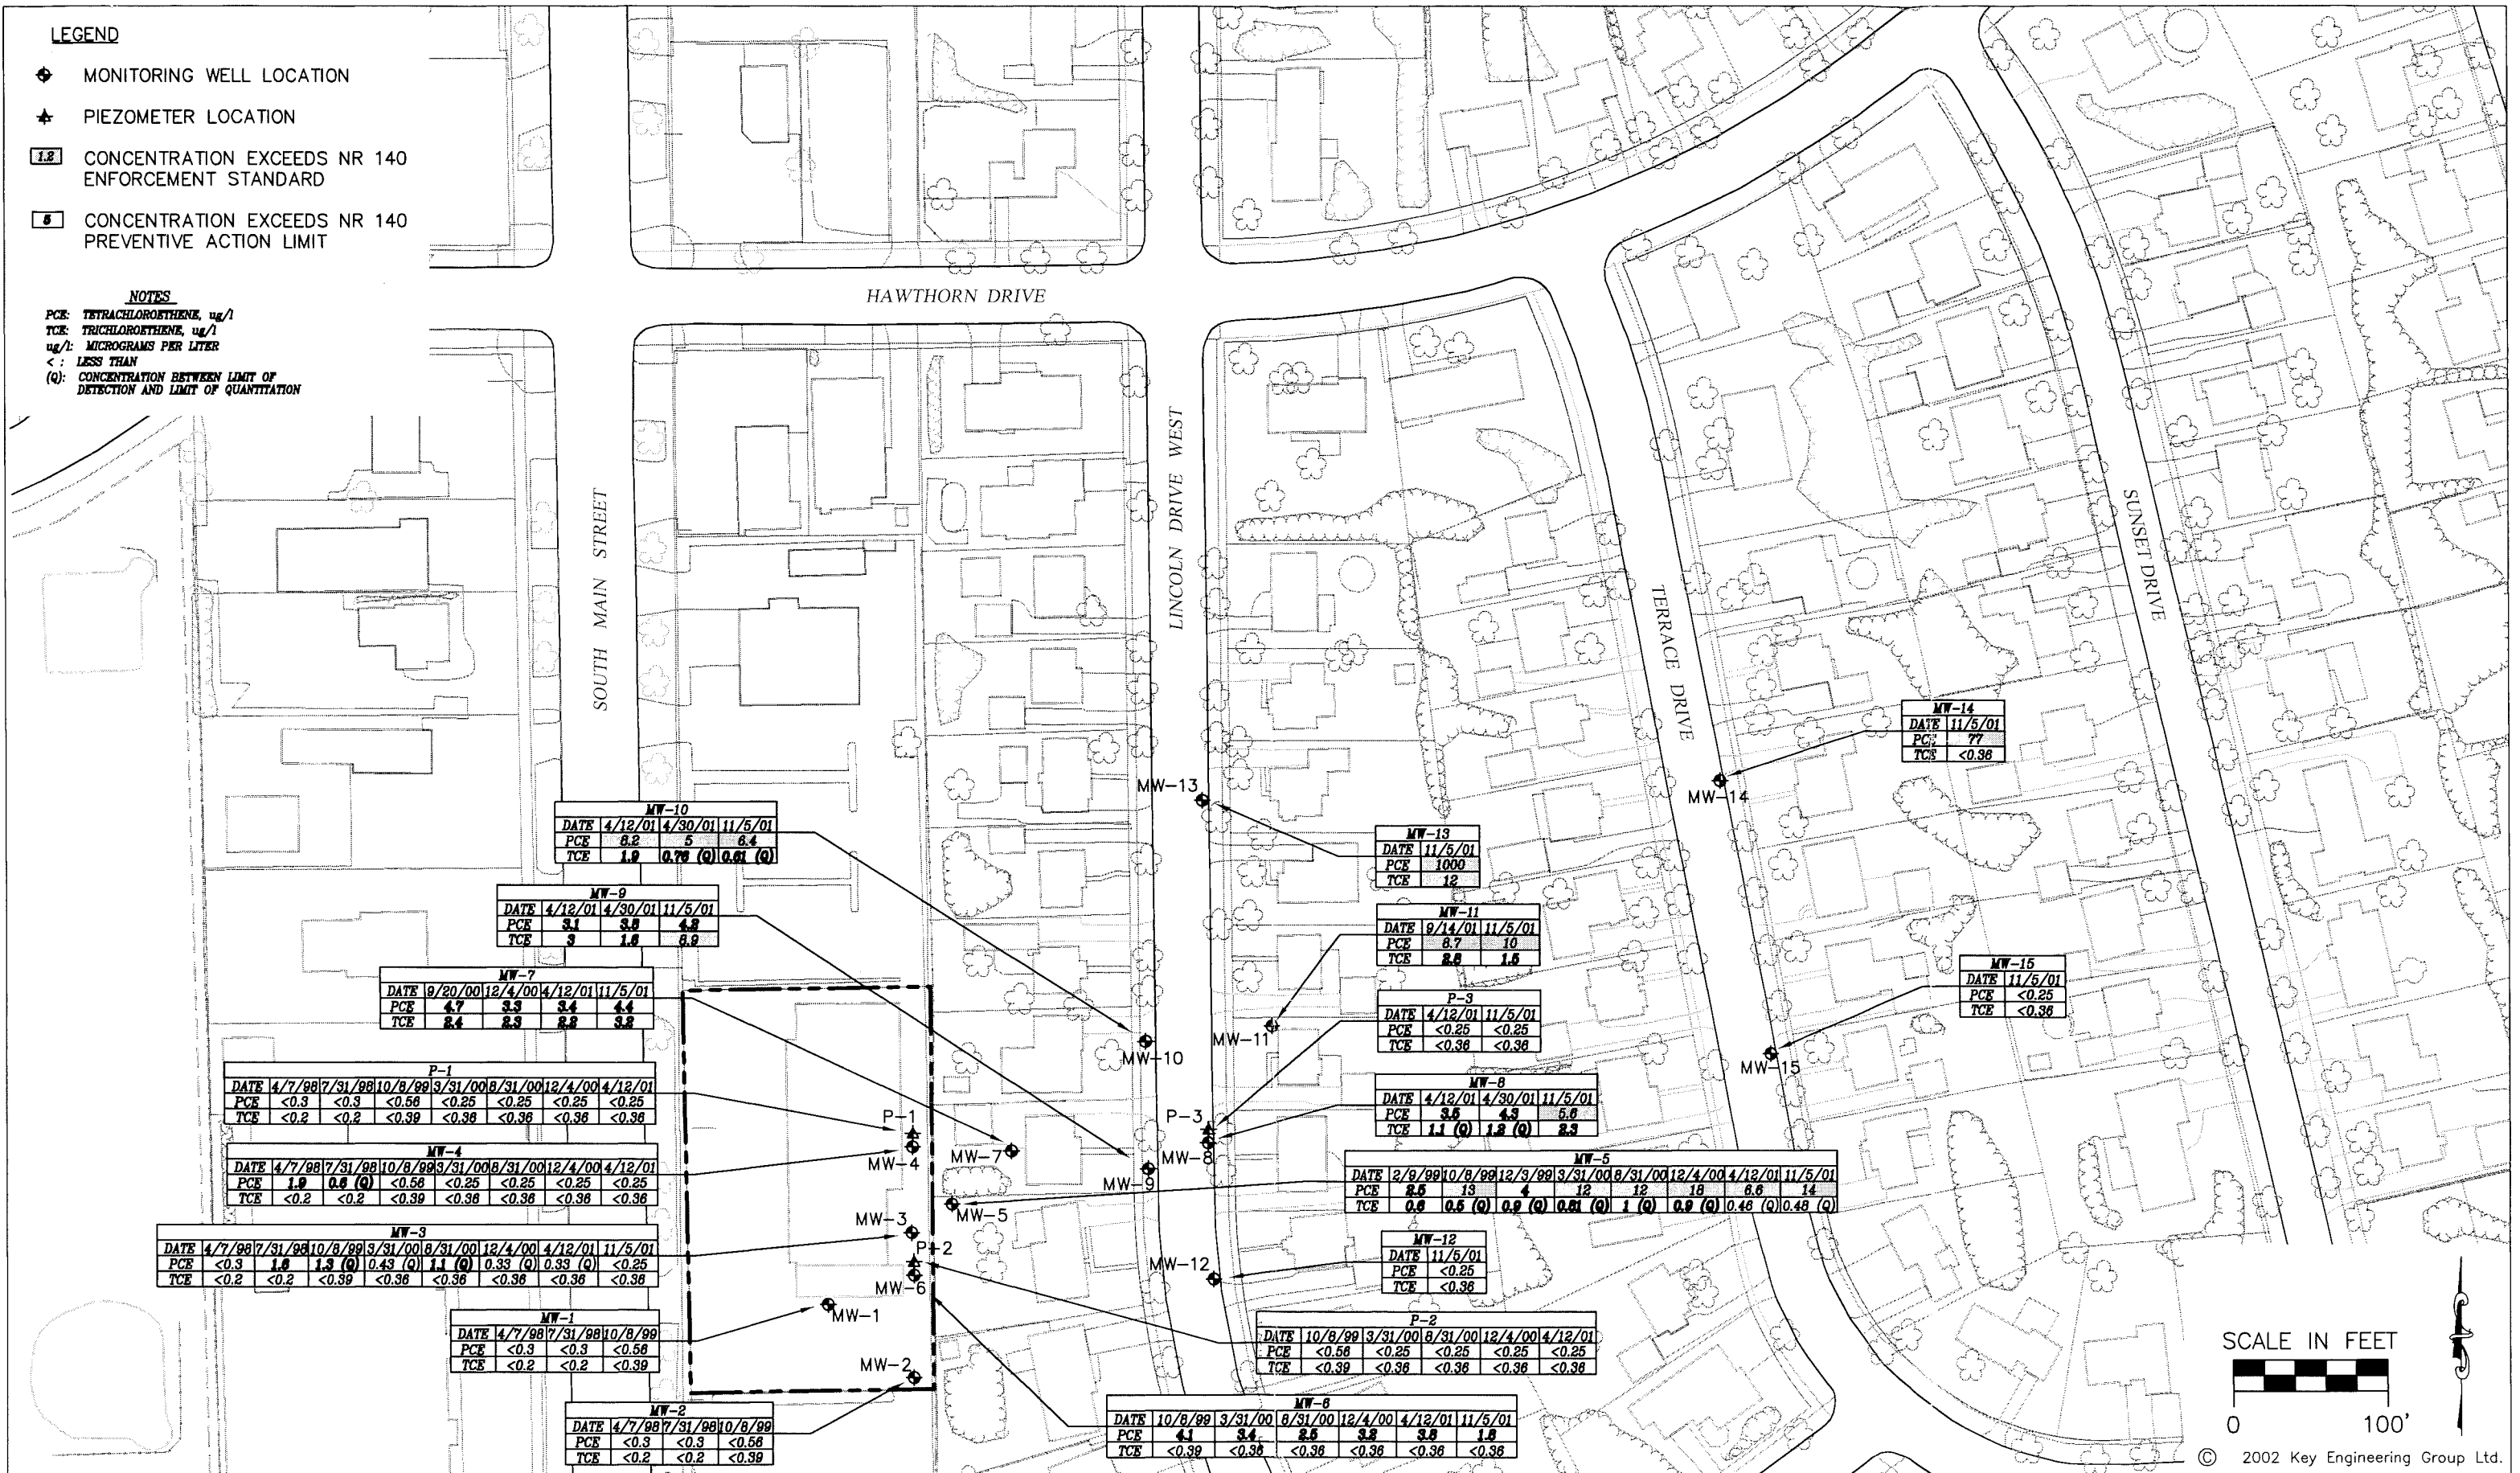 LEGEND
MONITORING WELL LOCATION
PIEZOMETER LOCATION
1.2 CONCENTRATION EXCEEDS NR 140
ENFORCEMENT STANDARD
5 CONCENTRATION EXCEEDS NR 140
PREVENTIVE ACTION LIMIT
NOTES
PCE: TETRACHLOROETHENE, ug/l
TCE: TRICHLOROETHENE, ug/l
ug/l: MICROGRAMS PER LITER
< : LESS THAN
(Q): CONCENTRATION BETWEEN LIMIT OF
DETECTION AND LIMIT OF QUANTITATION
HAWTHORN DRIVE
SOUTH MAIN STREET
LINCOLN DRIVE WEST
TERRACE DRIVE
SUNSET DRIVE
MW-14
DATE 11/5/01
PCE 77
TCE <0.36
MW-14
MW-13
MW-10
DATE 4/12/01 4/30/01 11/5/01
PCE 8.2 5 6.4
TCE 1.9 0.76 (Q) 0.61 (Q)
MW-13
DATE 11/5/01
PCE 1000
TCE 12
MW-9
DATE 4/12/01 4/30/01 11/5/01
PCE 3.1
TCE 3 1.6 8.9
MW-11
DATE 9/14/01 11/5/01
PCE 8.7 10
TCE 1.5
MW-7
DATE 9/20/00 12/4/00 4/12/01 11/5/01
PCE 4.7 3.3 3.4 4.4
TCE 2.4 2.3 2.2 3.2
MW-15
DATE 11/5/01
PCE <0.25
TCE <0.36
P-3
DATE 4/12/01 11/5/01
PCE <0.25 <0.25
TCE <0.36 <0.36
MW-11
MW-10
MW-15
P-1
DATE 4/7/98 7/31/98 10/8/99 3/31/00 8/31/00 12/4/00 4/12/01
PCE <0.3 <0.3 <0.56 <0.25 <0.25 <0.25 <0.25
TCE <0.2 <0.2 <0.39 <0.36 <0.36 <0.36 <0.36
MW-8
DATE 4/12/01 4/30/01 11/5/01
PCE 4.3 5.6
TCE 1.1 (Q) 1.2 (Q) 2.3
P-1
P-3
MW-4
DATE 4/7/98 7/31/98 10/8/99 3/31/00 8/31/00 12/4/00 4/12/01
PCE 1.9 (Q) <0.56 <0.25 <0.25 <0.25 <0.25
TCE <0.2 <0.2 <0.39 <0.36 <0.36 <0.36 <0.36
MW-4
MW-7
MW-8
MW-9
MW-5
DATE 2/9/99 10/8/99 12/3/99 3/31/00 8/31/00 12/4/00 4/12/01 11/5/01
PCE 2.5 13 4 12 12 18 6.6 14
TCE 0.6 0.5 (Q) 0.9 (Q) 0.61 (Q) 1 (Q) 0.9 (Q) 0.46 (Q) 0.48 (Q)
MW-5
MW-3
MW-3
DATE 4/7/98 7/31/98 10/8/99 3/31/00 8/31/00 12/4/00 4/12/01 11/5/01
PCE <0.3 1.6 1.3 (Q) 0.43 (Q) 1.1 (Q) 0.33 (Q) 0.33 (Q) <0.25
TCE <0.2 <0.2 <0.39 <0.36 <0.36 <0.36 <0.36 <0.36
P-2
MW-6
MW-12
MW-12
DATE 11/5/01
PCE <0.25
TCE <0.36
MW-1
DATE 4/7/98 7/31/98 10/8/99
PCE <0.3 <0.3 <0.56
TCE <0.2 <0.2 <0.39
MW-1
P-2
DATE 10/8/99 3/31/00 8/31/00 12/4/00 4/12/01
PCE <0.56 <0.25 <0.25 <0.25 <0.25
TCE <0.39 <0.36 <0.36 <0.36 <0.36
MW-2
MW-2
DATE 4/7/98 7/31/98 10/8/99
PCE <0.3 <0.3 <0.56
TCE <0.2 <0.2 <0.39
MW-6
DATE 10/8/99 3/31/00 8/31/00 12/4/00 4/12/01 11/5/01
PCE 4.1 3.4 2.5 3.2 1.6
TCE <0.39 <0.36 <0.36 <0.36 <0.36 <0.36
SCALE IN FEET
0 100'
© 2002 Key Engineering Group Ltd.